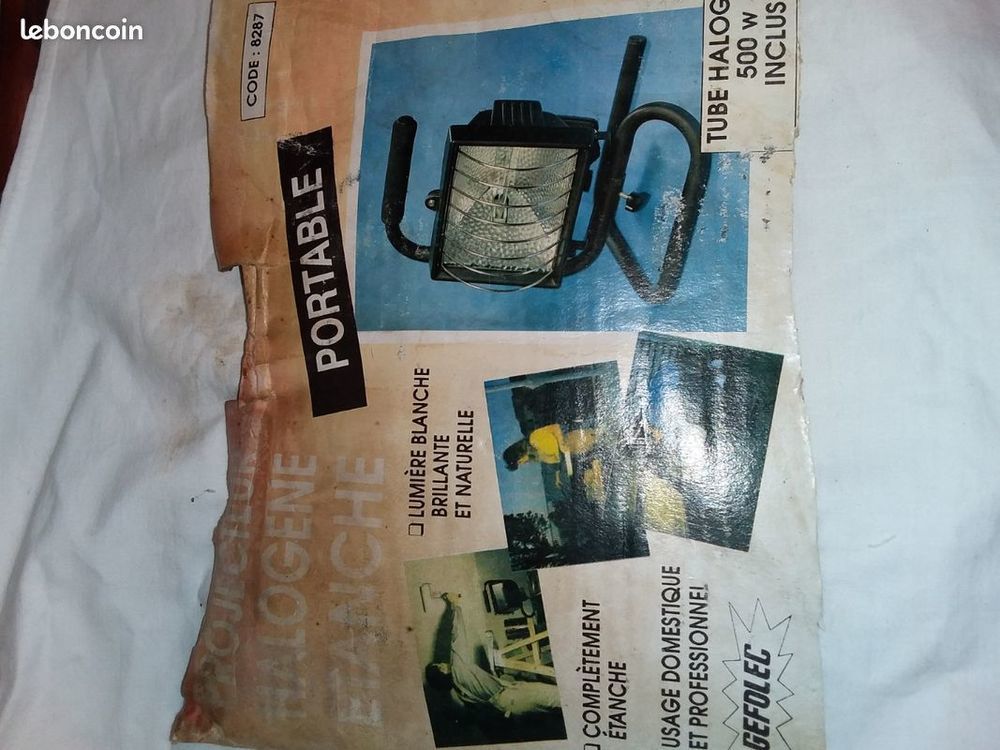 leboncoin
CODE : 8287
PROJECTEUR
HALOGENE
ETANCHE
PORTABLE
TUBE HALOG
500 W
INCLUS
❑ LUMIÈRE BLANCHE
BRILLANTE
ET NATURELLE
❑ COMPLÈTEMENT
ÉTANCHE
USAGE DOMESTIQUE
ET PROFESSIONNEL
GEFOLEC